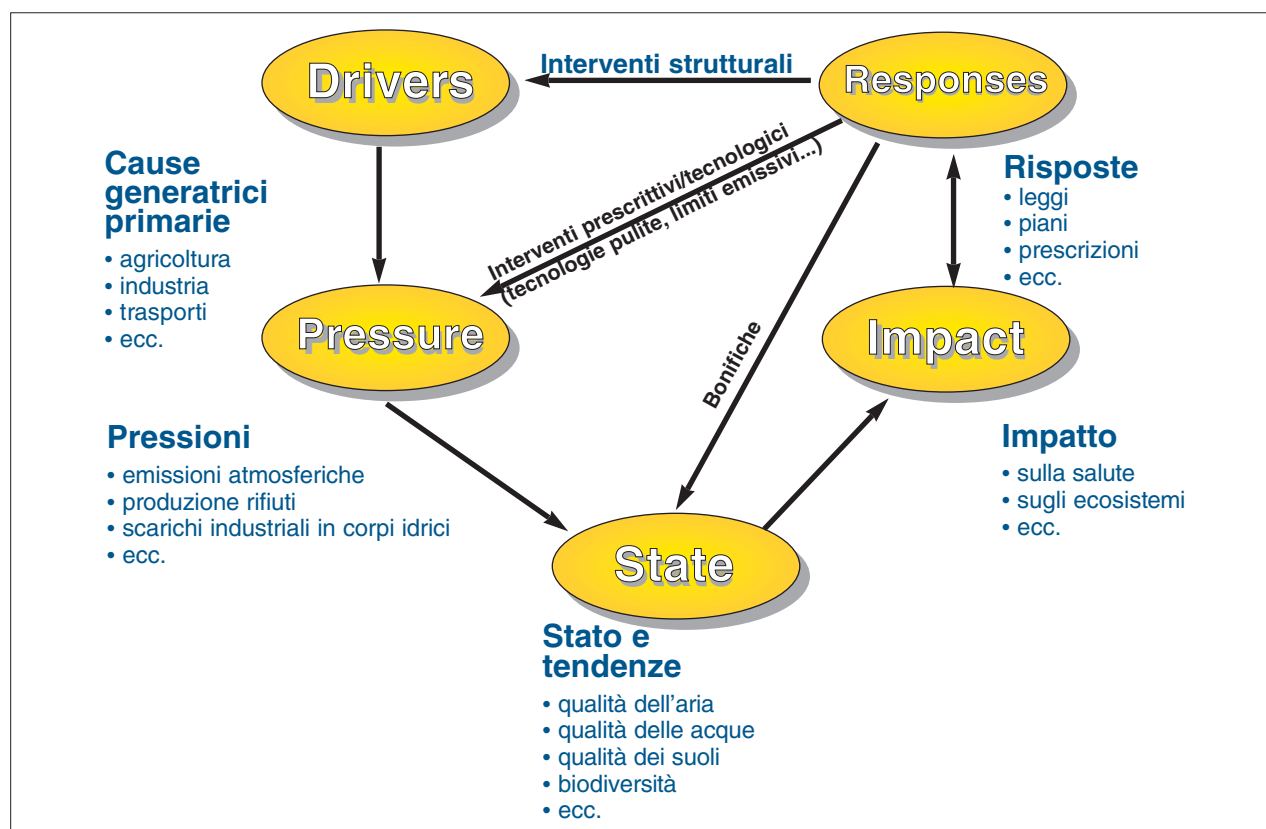 Drivers
Interventi strutturali
Responses
Cause
generatrici
primarie
• agricoltura
• industria
• trasporti
• ecc.
Interventi prescrittivi/tecnologici
(tecnologie pulite, limiti emissivi...)
Risposte
• leggi
• piani
• prescrizioni
• ecc.
Pressure
Bonifiche
Impact
Pressioni
• emissioni atmosferiche
• produzione rifiuti
• scarichi industriali in corpi idrici
• ecc.
Impatto
• sulla salute
• sugli ecosistemi
• ecc.
State
Stato e
tendenze
• qualità dell'aria
• qualità delle acque
• qualità dei suoli
• biodiversità
• ecc.